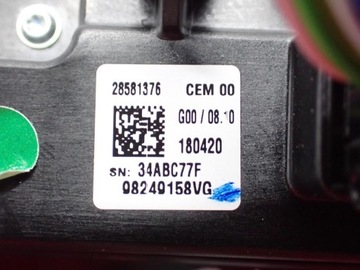 28581376 CEM 00
G00 / 08.10
180420
SN: 34ABC77F
98249158VG